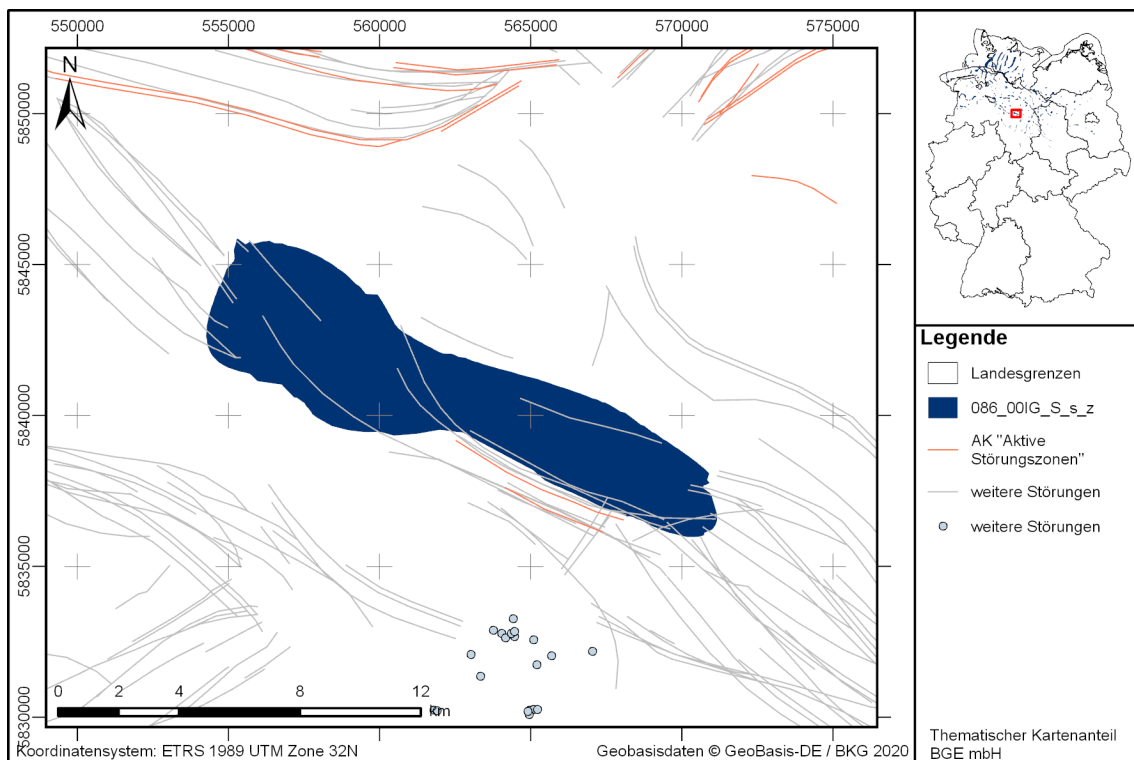 550000 555000 560000 565000 570000 575000
5850000
5845000
5840000
5835000
5830000
N
0 2 4 8 12
Km
Koordinatensystem: ETRS 1989 UTM Zone 32N
Geobasisdaten © GeoBasis-DE / BKG 2020
Legende
Landesgrenzen
086_00IG_S_s_z
AK "Aktive
Störungszonen"
weitere Störungen
weitere Störungen
Thematischer Kartenanteil
BGE mbH